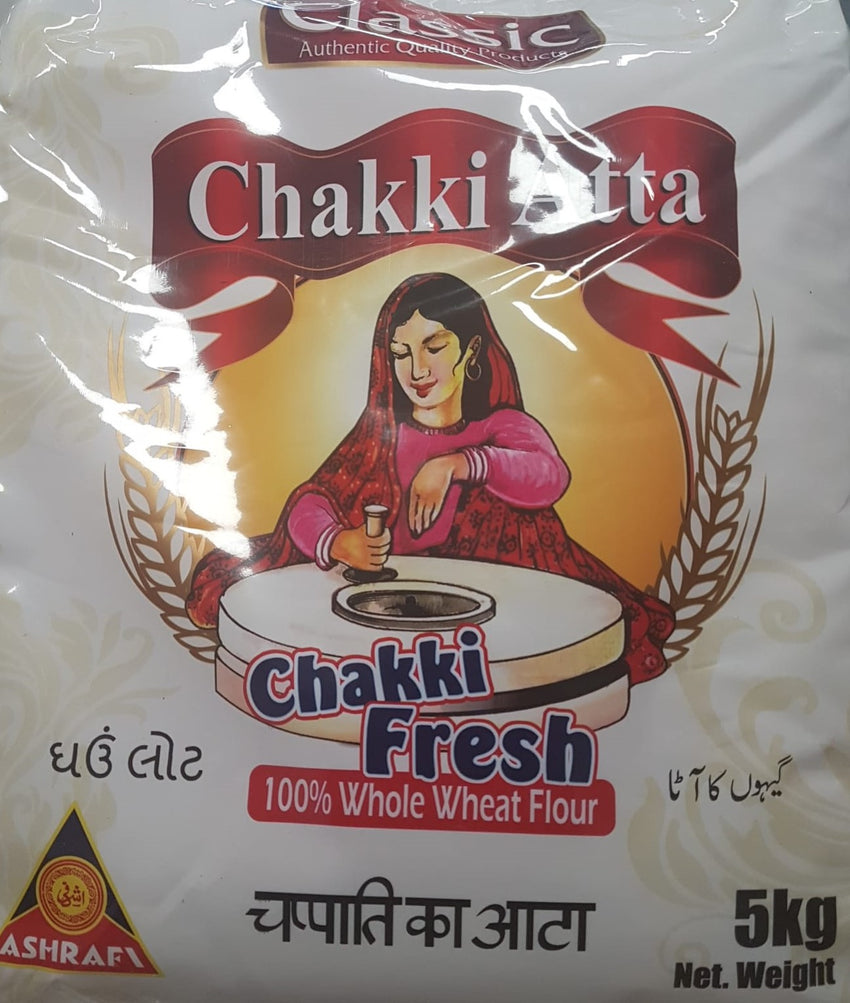 Classic
Authentic Quality Products
Chakki Atta
Chakki
Fresh
100% Whole Wheat Flour
ઘઉં લોટ
گیہوں کا آٹا
اشرفی
ASHRAFI
चप्पाति का आटा
5kg
Net. Weight